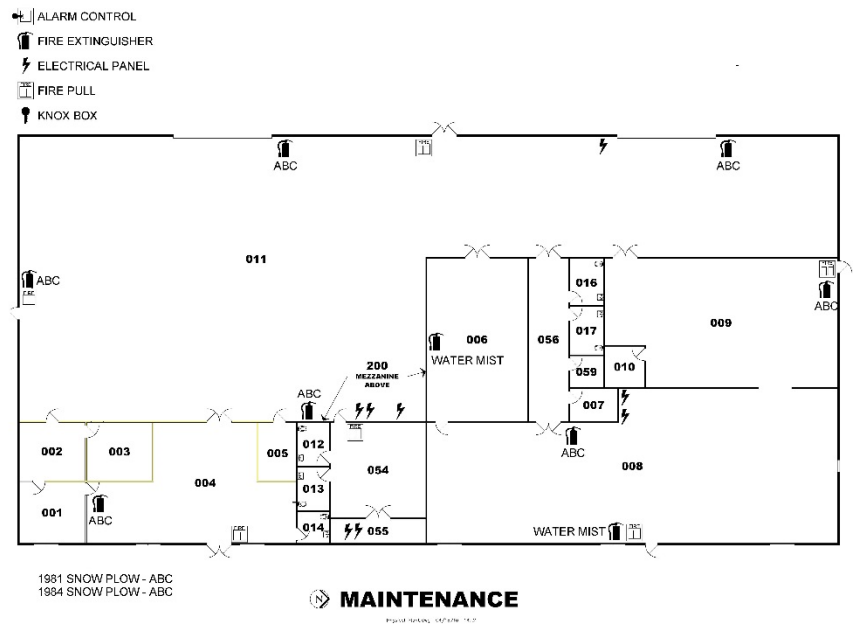 ALARM CONTROL
FIRE EXTINGUISHER
ELECTRICAL PANEL
FIRE PULL
KNOX BOX
ABC
ABC
011
ABC
016
ABC
017
009
006
056
WATER MIST
059
010
200
MEZZANINE
ABOVE
007
ABC
ABC
012
002
003
005
054
008
004
013
001
ABC
014
055
WATER MIST
1981 SNOW PLOW - ABC
1984 SNOW PLOW - ABC
N
MAINTENANCE